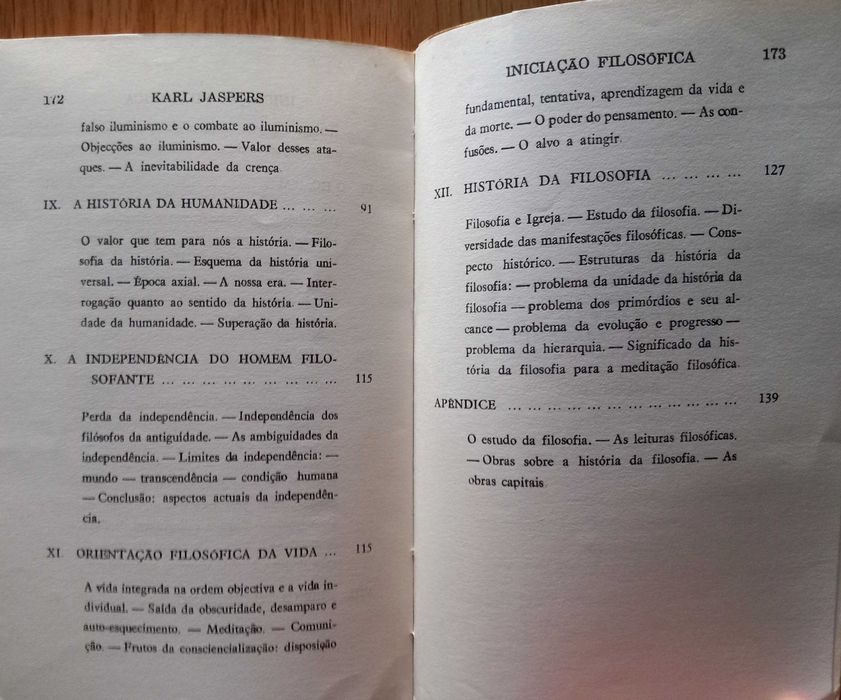 172 KARL JASPERS
falso iluminismo e o combate ao iluminismo. —
Objecções ao iluminismo. — Valor desses ata-
ques. — A inevitabilidade da crença.
IX. A HISTÓRIA DA HUMANIDADE ... ... ... 91
O valor que tem para nós a história. — Filo-
sofia da história. — Esquema da história uni-
versal. — Época axial. — A nossa era. — Inter-
rogação quanto ao sentido da história. — Uni-
dade da humanidade. — Superação da história.
X. A INDEPENDÊNCIA DO HOMEM FILO-
SOFANTE ... ... ... ... ... ... ... ... ... 115
Perda da independência. — Independência dos
filósofos da antiguidade. — As ambiguidades da
independência. — Limites da independência: —
mundo — transcendência — condição humana
— Conclusão: aspectos actuais da independên-
cia.
XI. ORIENTAÇÃO FILOSÓFICA DA VIDA ... 115
A vida integrada na ordem objectiva e a vida in-
dividual. — Saída da obscuridade, desamparo e
auto-esquecimento. — Meditação. — Comuni-
ção. — Frutos da consciencialização: disposição
INICIAÇÃO FILOSÓFICA 173
fundamental, tentativa, aprendizagem da vida e
da morte. — O poder do pensamento. — As con-
fusões. — O alvo a atingir.
XII. HISTÓRIA DA FILOSOFIA ... ... ... ... 127
Filosofia e Igreja. — Estudo da filosofia. — Di-
versidade das manifestações filosóficas. — Cons-
pecto histórico. — Estruturas da história da
filosofia: — problema da unidade da história da
filosofia — problema dos primórdios e seu al-
cance — problema da evolução e progresso —
problema da hierarquia. — Significado da his-
tória da filosofia para a meditação filosófica.
APÊNDICE ... ... ... ... ... ... ... ... ... ... ... ... 139
O estudo da filosofia. — As leituras filosóficas.
— Obras sobre a história da filosofia. — As
obras capitais.